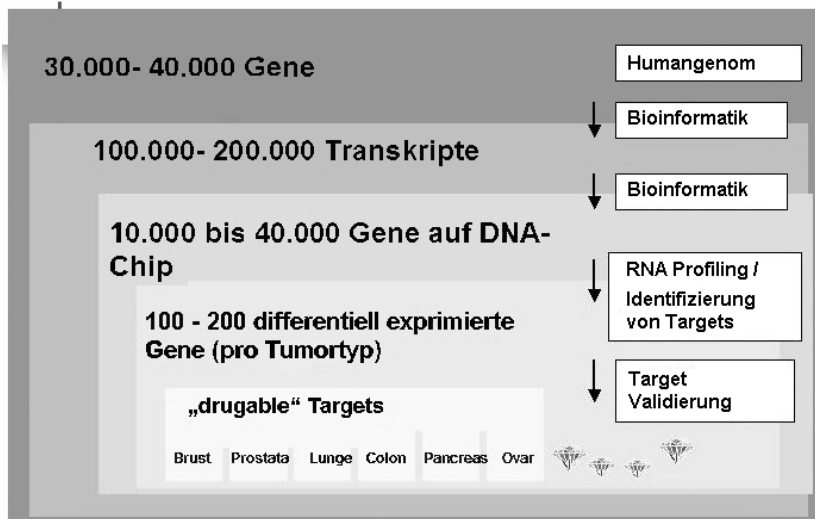 30.000- 40.000 Gene
Humangenom
Bioinformatik
100.000- 200.000 Transkripte
Bioinformatik
10.000 bis 40.000 Gene auf DNA-
Chip
RNA Profiling /
Identifizierung
von Targets
100 - 200 differentiell exprimierte
Gene (pro Tumortyp)
Target
Validierung
„drugable“ Targets
Brust Prostata Lunge Colon Pancreas Ovar